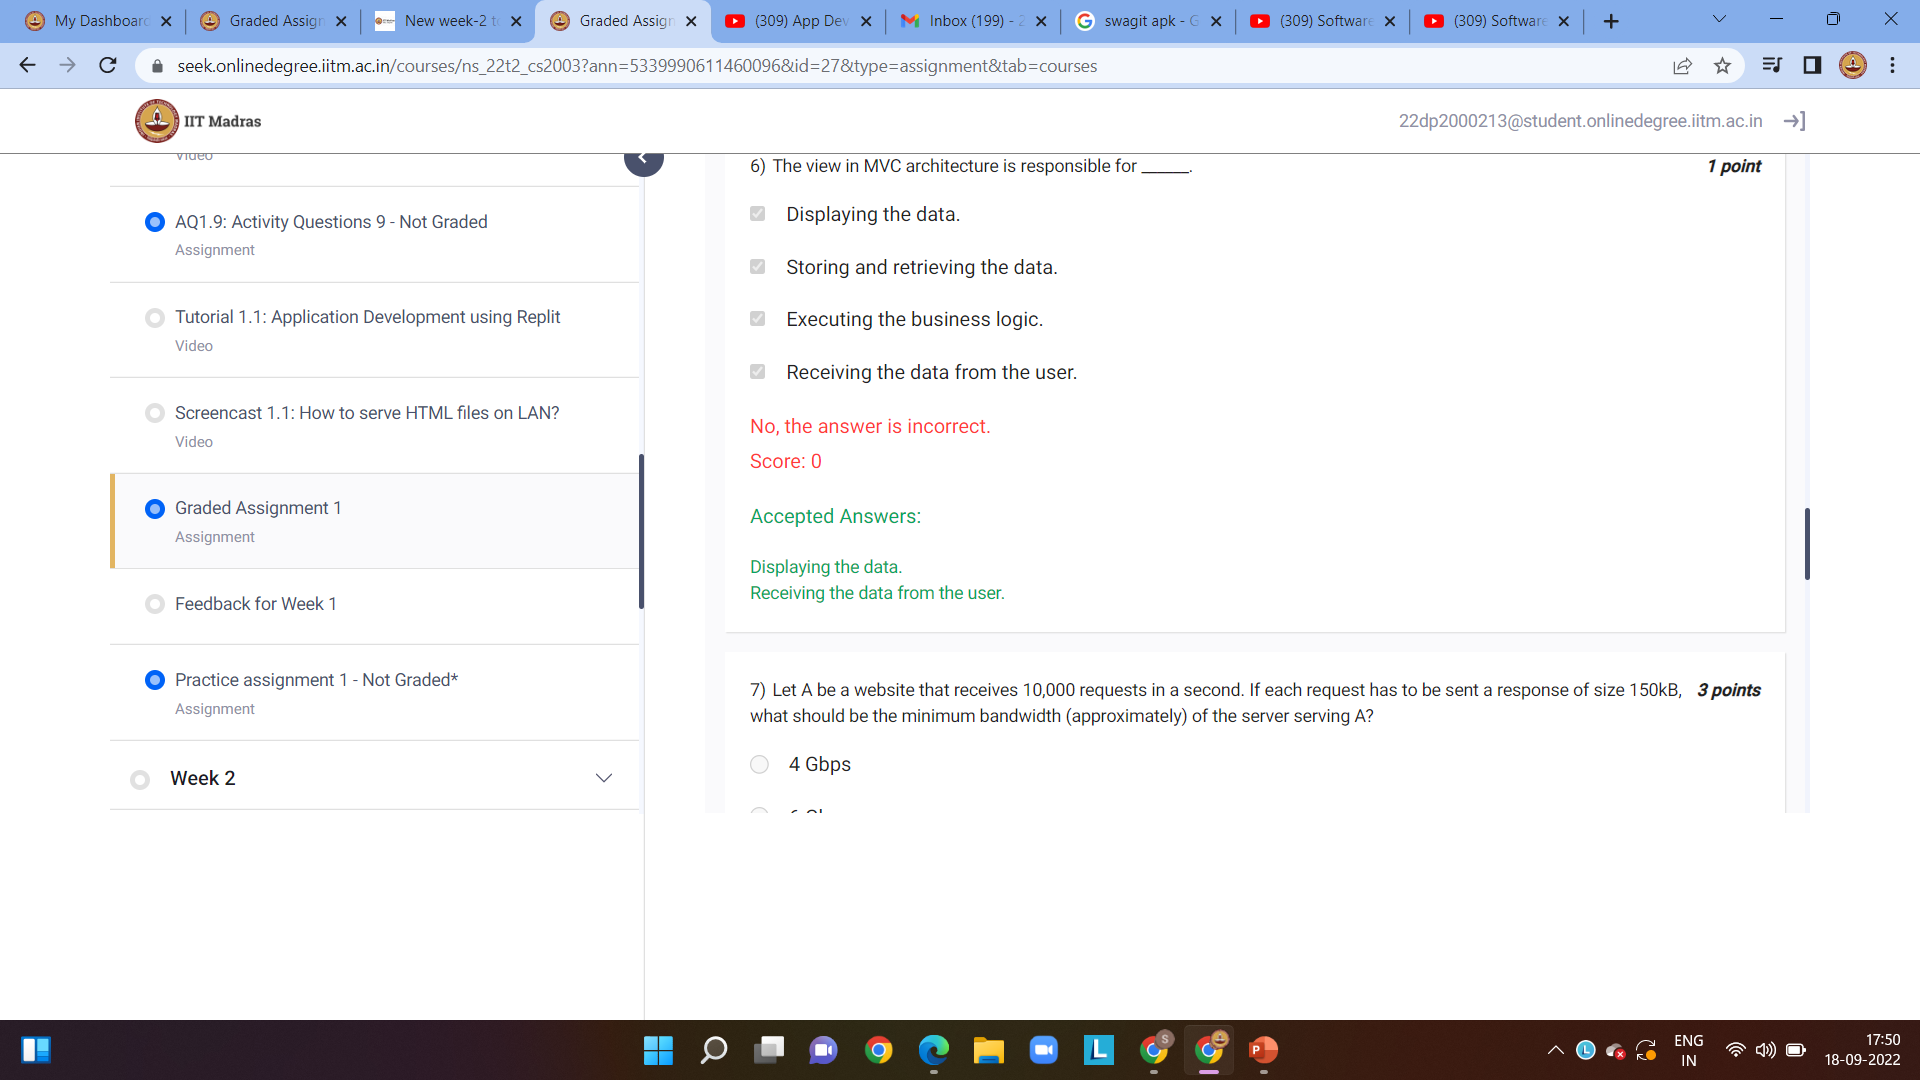 My Dashboard
Graded Assign
New week-2 t
Graded Assign
(309) App Dev
Inbox (199) - 2
swagit apk - G
(309) Software
(309) Software
seek.onlinedegree.iitm.ac.in/courses/ns_22t2_cs2003?ann=5339990611460096&id=27&type=assignment&tab=courses
IIT Madras
22dp2000213@student.onlinedegree.iitm.ac.in
Video
AQ1.9: Activity Questions 9 - Not Graded
Assignment
Tutorial 1.1: Application Development using Replit
Video
Screencast 1.1: How to serve HTML files on LAN?
Video
Graded Assignment 1
Assignment
Feedback for Week 1
Practice assignment 1 - Not Graded*
Assignment
Week 2
6) The view in MVC architecture is responsible for ______.
1 point
Displaying the data.
Storing and retrieving the data.
Executing the business logic.
Receiving the data from the user.
No, the answer is incorrect.
Score: 0
Accepted Answers:
Displaying the data.
Receiving the data from the user.
7) Let A be a website that receives 10,000 requests in a second. If each request has to be sent a response of size 150kB,
3 points
what should be the minimum bandwidth (approximately) of the server serving A?
4 Gbps
ENG
IN
17:50
18-09-2022